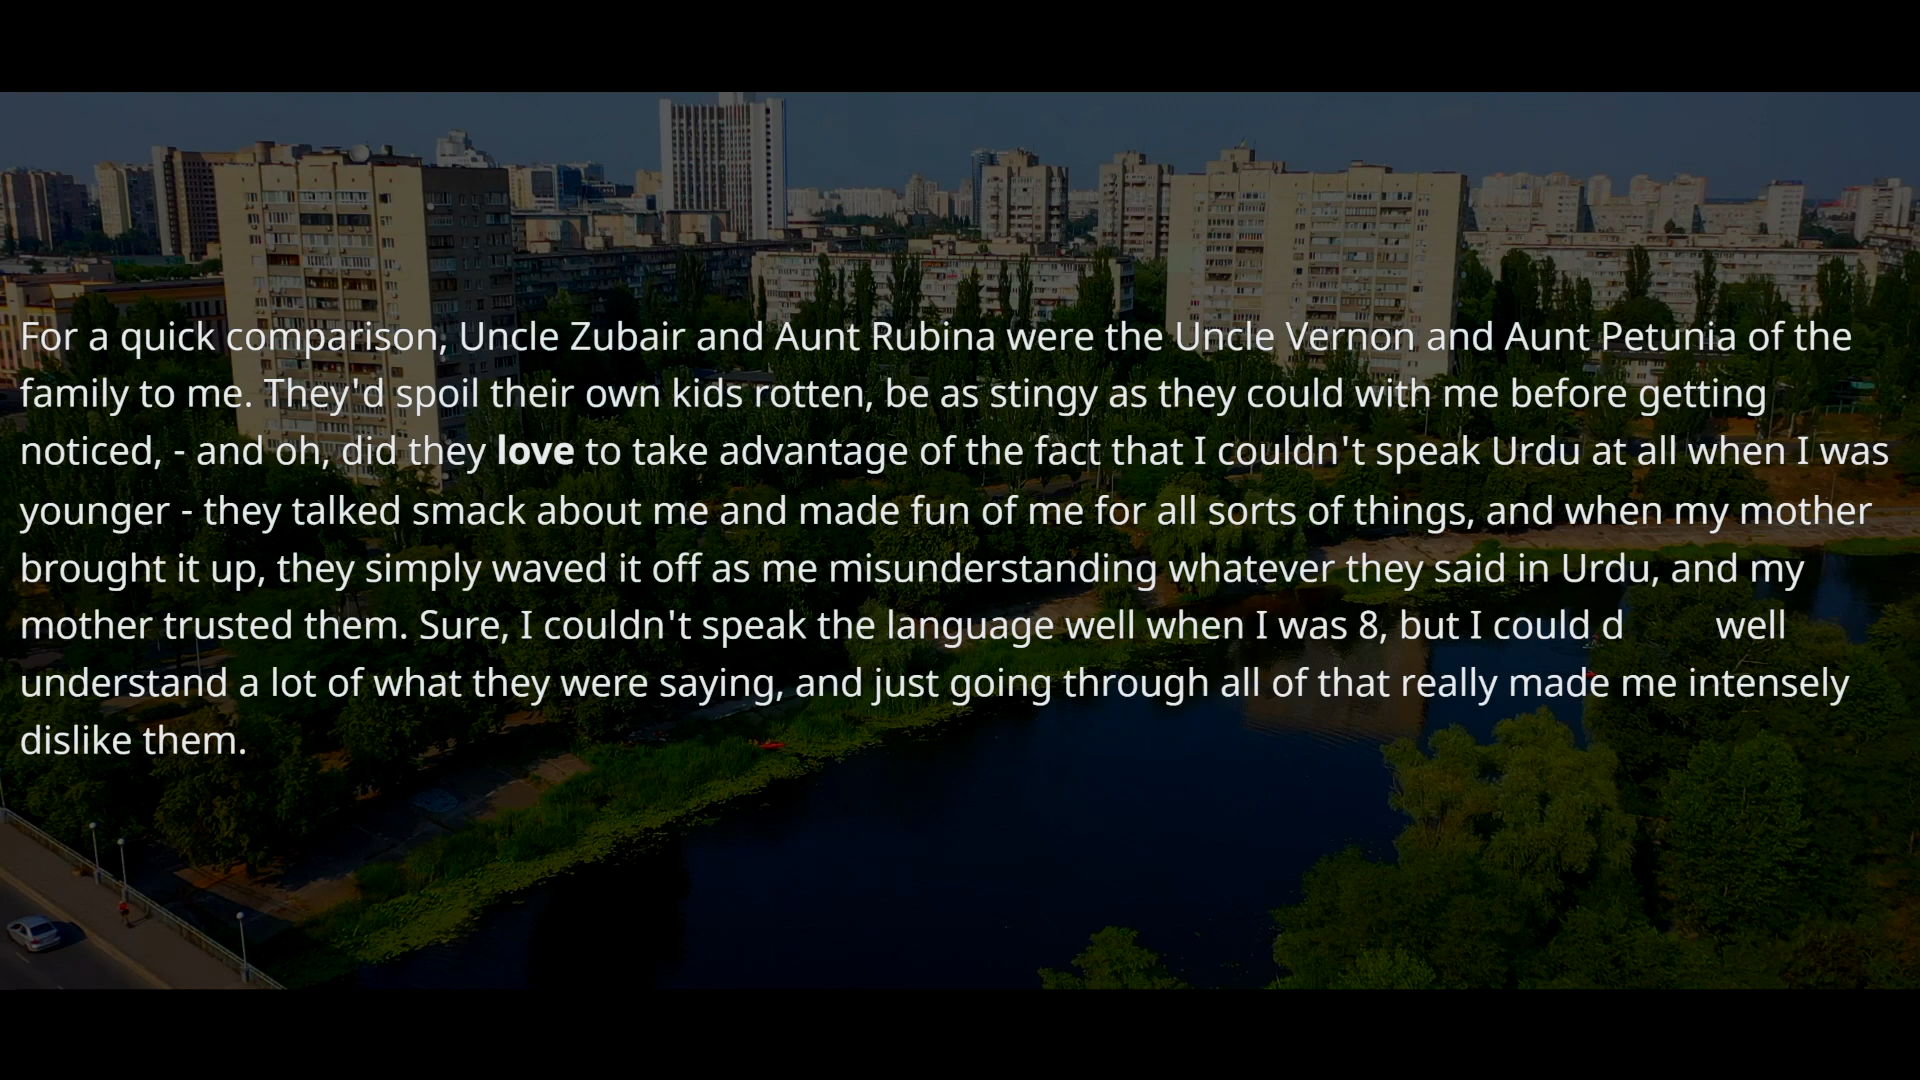 For a quick comparison, Uncle Zubair and Aunt Rubina were the Uncle Vernon and Aunt Petunia of the
family to me. They'd spoil their own kids rotten, be as stingy as they could with me before getting
noticed, - and oh, did they love to take advantage of the fact that I couldn't speak Urdu at all when I was
younger - they talked smack about me and made fun of me for all sorts of things, and when my mother
brought it up, they simply waved it off as me misunderstanding whatever they said in Urdu, and my
mother trusted them. Sure, I couldn't speak the language well when I was 8, but I could d well
understand a lot of what they were saying, and just going through all of that really made me intensely
dislike them.